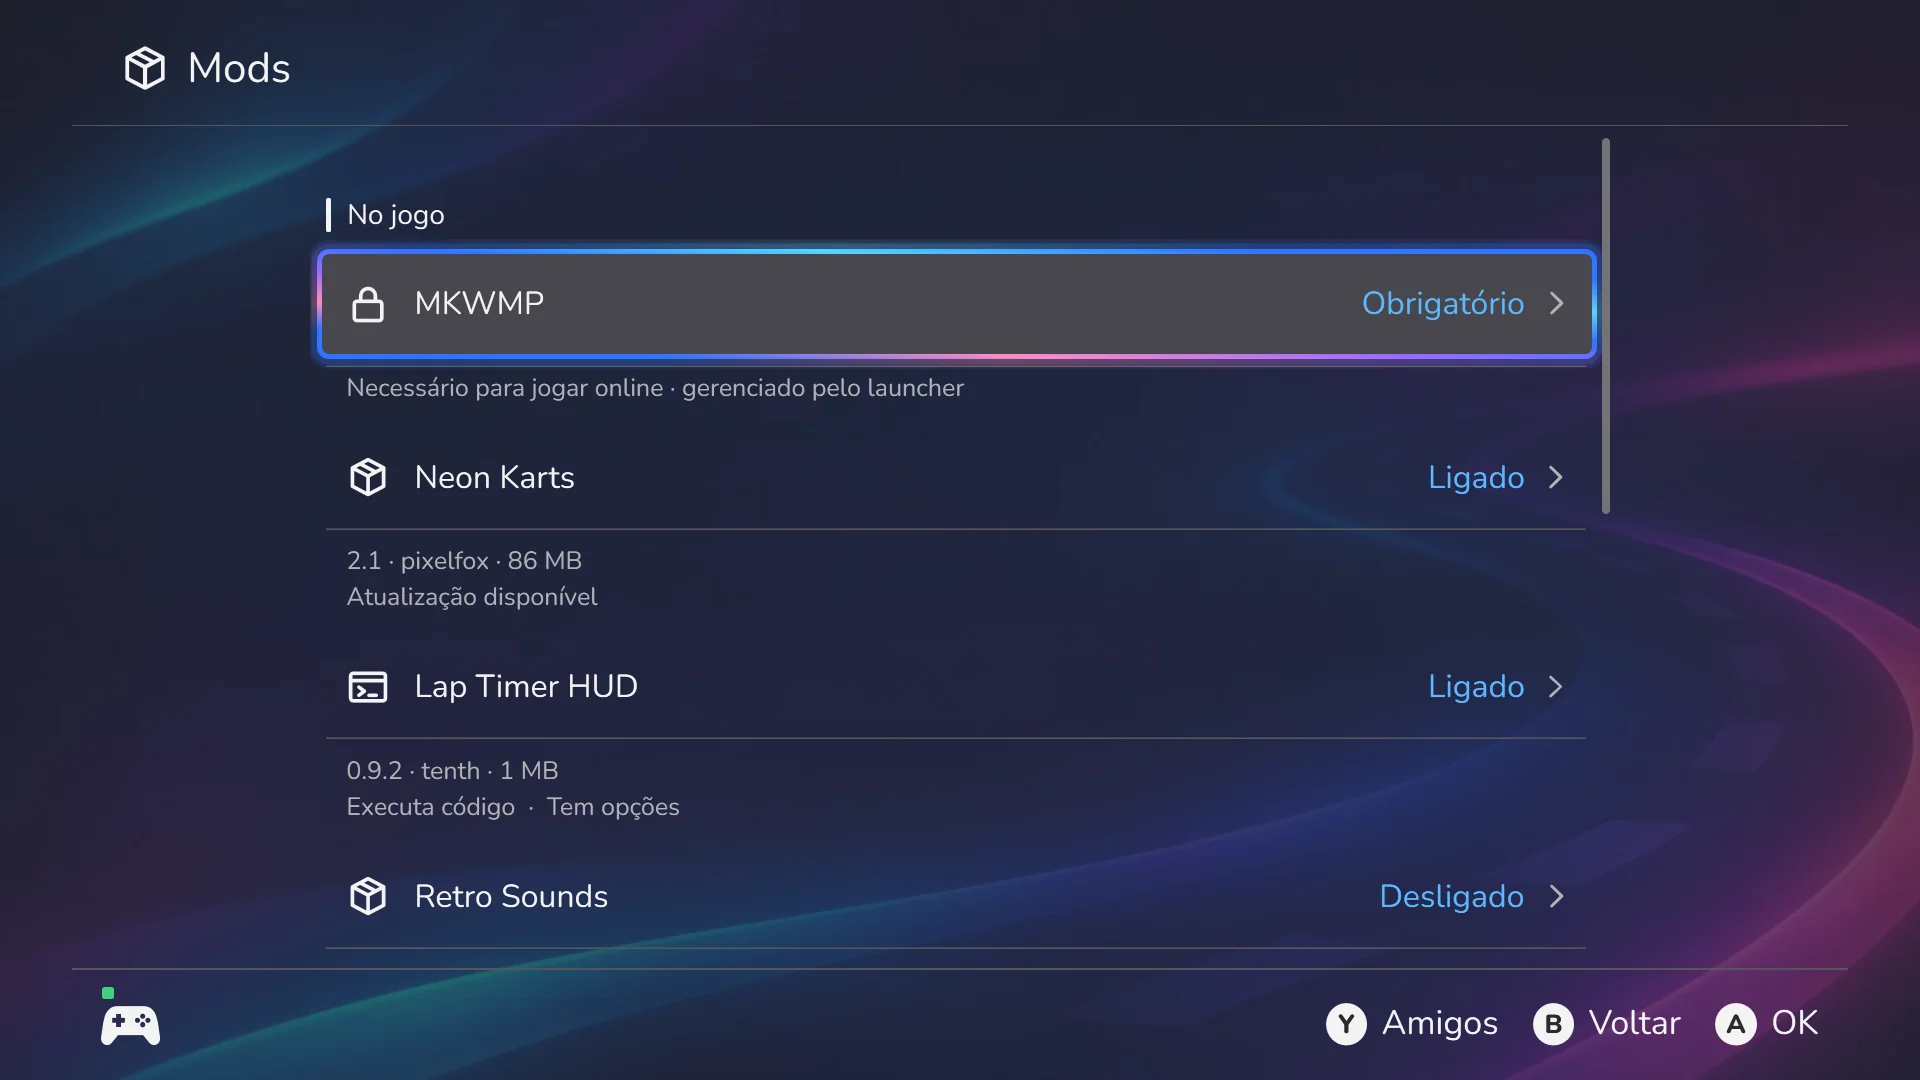 Mods
No jogo
MKWMP Obrigatório
Necessário para jogar online · gerenciado pelo launcher
Neon Karts Ligado
2.1 · pixelfox · 86 MB
Atualização disponível
Lap Timer HUD Ligado
0.9.2 · tenth · 1 MB
Executa código · Tem opções
Retro Sounds Desligado
Y Amigos B Voltar A OK